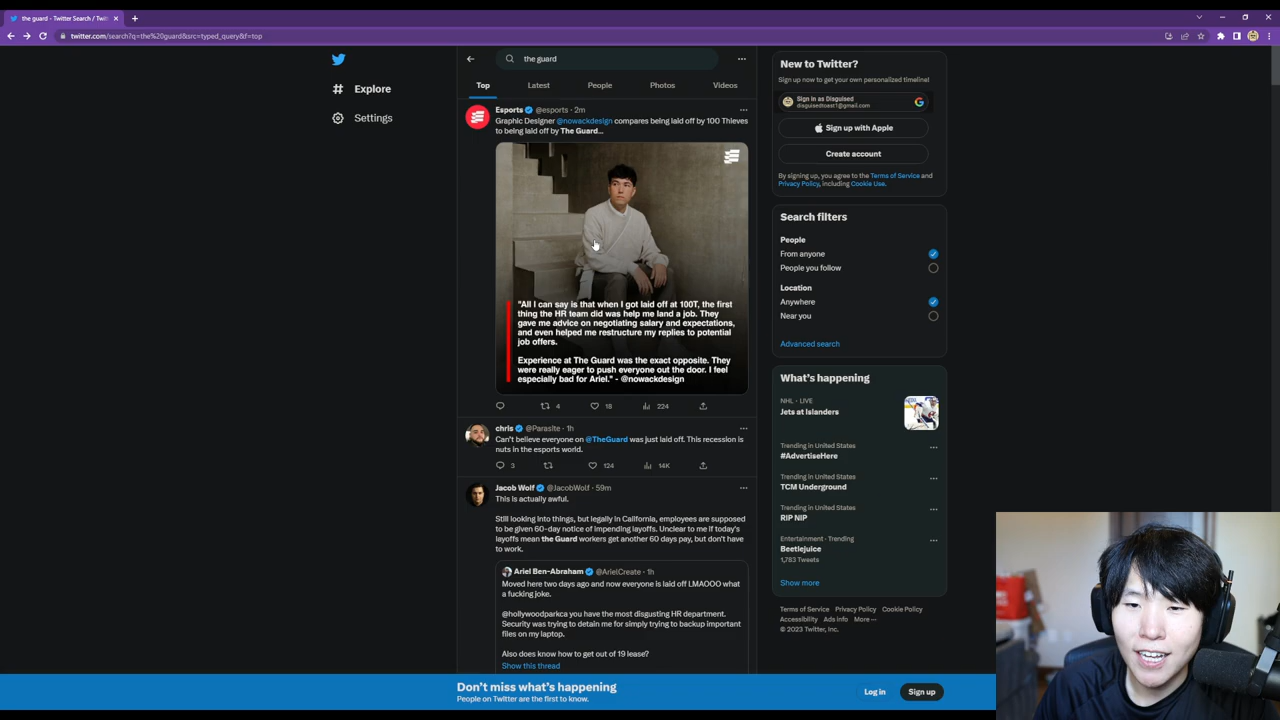 the guard - Twitter Search / Twitt
twitter.com/search?q=the%20guard&src=typed_query&f=top
the guard
Explore
Settings
Top Latest People Photos Videos
Esports @esports · 2m
Graphic Designer @nowackdesign compares being laid off by 100 Thieves
to being laid off by The Guard...
"All I can say is that when I got laid off at 100T, the first
thing the HR team did was help me land a job. They
gave me advice on negotiating salary and expectations,
and even helped me restructure my replies to potential
job offers.
Experience at The Guard was the exact opposite. They
were really eager to push everyone out the door. I feel
especially bad for Ariel." - @nowackdesign
4 18 224
chris @Paras1te · 1h
Can't believe everyone on @TheGuard was just laid off. This recession is
nuts in the esports world.
3 124 14K
Jacob Wolf @JacobWolf · 59m
This is actually awful.
Still looking into things, but legally in California, employees are supposed
to be given 60-day notice of impending layoffs. Unclear to me if today's
layoffs mean the Guard workers get another 60 days pay, but don't have
to work.
Ariel Ben-Abraham @ArielCreate · 1h
Moved here two days ago and now everyone is laid off LMAOOO what
a fucking joke.
@hollywoodparkca you have the most disgusting HR department.
Security was trying to detain me for simply trying to backup important
files on my laptop.
Also does know how to get out of 19 lease?
Show this thread
New to Twitter?
Sign up now to get your own personalized timeline!
Sign in as Disguised
disguisedtoast1@gmail.com
Sign up with Apple
Create account
By signing up, you agree to the Terms of Service and
Privacy Policy, including Cookie Use.
Search filters
People
From anyone
People you follow
Location
Anywhere
Near you
Advanced search
What's happening
NHL · LIVE
Jets at Islanders
Trending in United States
#AdvertiseHere
Trending in United States
TCM Underground
Trending in United States
RIP NIP
Entertainment · Trending
Beetlejuice
1,783 Tweets
Show more
Terms of Service Privacy Policy Cookie Policy
Accessibility Ads info More ···
© 2023 Twitter, Inc.
Don't miss what's happening
People on Twitter are the first to know.
Log in
Sign up